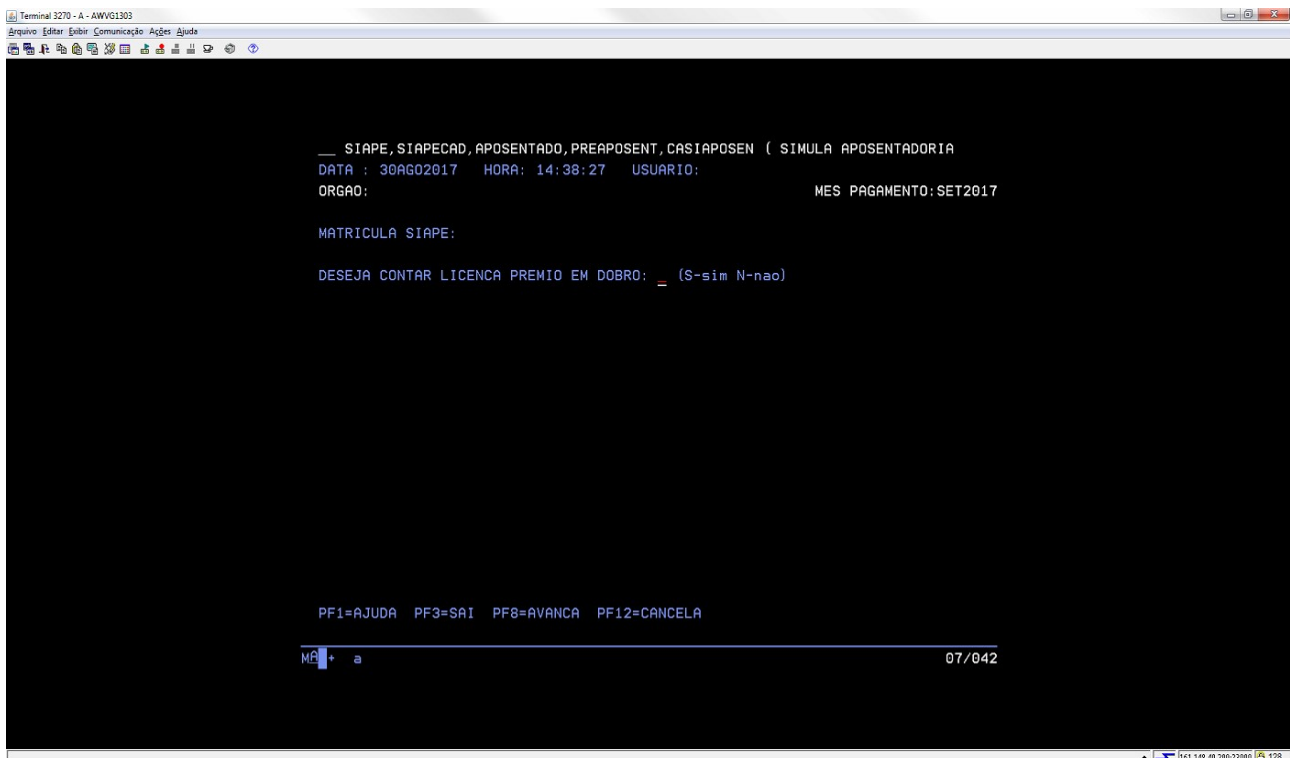 Terminal 3270 - A - AWVG1303
Arquivo Editar Exibir Comunicação Ações Ajuda
__ SIAPE,SIAPECAD,APOSENTADO,PREAPOSENT,CASIAPOSEN ( SIMULA APOSENTADORIA
DATA : 30AGO2017 HORA: 14:38:27 USUARIO:
ORGAO: MES PAGAMENTO:SET2017
MATRICULA SIAPE:
DESEJA CONTAR LICENCA PREMIO EM DOBRO: _ (S-sim N-nao)
PF1=AJUDA PF3=SAI PF8=AVANCA PF12=CANCELA
MA + a 07/042
128